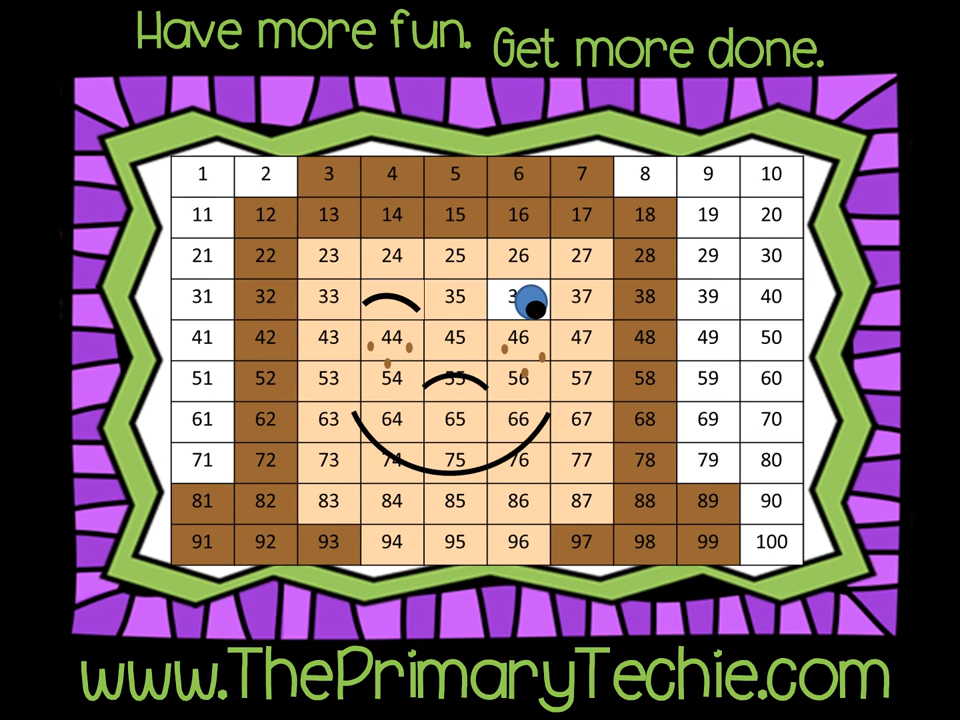 Have more fun. Get more done.
1 2 3 4 5 6 7 8 9 10
11 12 13 14 15 16 17 18 19 20
21 22 23 24 25 26 27 28 29 30
31 32 33 35 37 38 39 40
41 42 43 44 45 46 47 48 49 50
51 52 53 54 55 56 57 58 59 60
61 62 63 64 65 66 67 68 69 70
71 72 73 74 75 76 77 78 79 80
81 82 83 84 85 86 87 88 89 90
91 92 93 94 95 96 97 98 99 100
www.ThePrimaryTechie.com